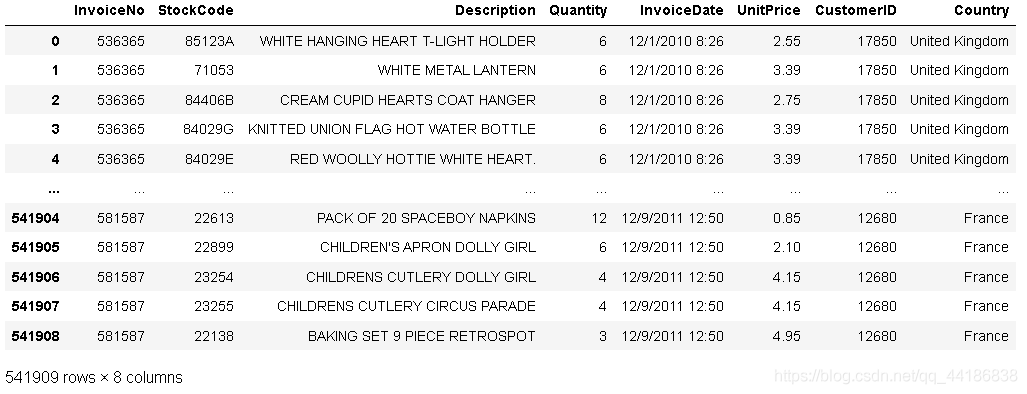 InvoiceNo StockCode Description Quantity InvoiceDate UnitPrice CustomerID Country
0 536365 85123A WHITE HANGING HEART T-LIGHT HOLDER 6 12/1/2010 8:26 2.55 17850 United Kingdom
1 536365 71053 WHITE METAL LANTERN 6 12/1/2010 8:26 3.39 17850 United Kingdom
2 536365 84406B CREAM CUPID HEARTS COAT HANGER 8 12/1/2010 8:26 2.75 17850 United Kingdom
3 536365 84029G KNITTED UNION FLAG HOT WATER BOTTLE 6 12/1/2010 8:26 3.39 17850 United Kingdom
4 536365 84029E RED WOOLLY HOTTIE WHITE HEART. 6 12/1/2010 8:26 3.39 17850 United Kingdom
... ... ... ... ... ... ... ... ...
541904 581587 22613 PACK OF 20 SPACEBOY NAPKINS 12 12/9/2011 12:50 0.85 12680 France
541905 581587 22899 CHILDREN'S APRON DOLLY GIRL 6 12/9/2011 12:50 2.10 12680 France
541906 581587 23254 CHILDRENS CUTLERY DOLLY GIRL 4 12/9/2011 12:50 4.15 12680 France
541907 581587 23255 CHILDRENS CUTLERY CIRCUS PARADE 4 12/9/2011 12:50 4.15 12680 France
541908 581587 22138 BAKING SET 9 PIECE RETROSPOT 3 12/9/2011 12:50 4.95 12680 France
541909 rows × 8 columns
https://blog.csdn.net/qq_44186838